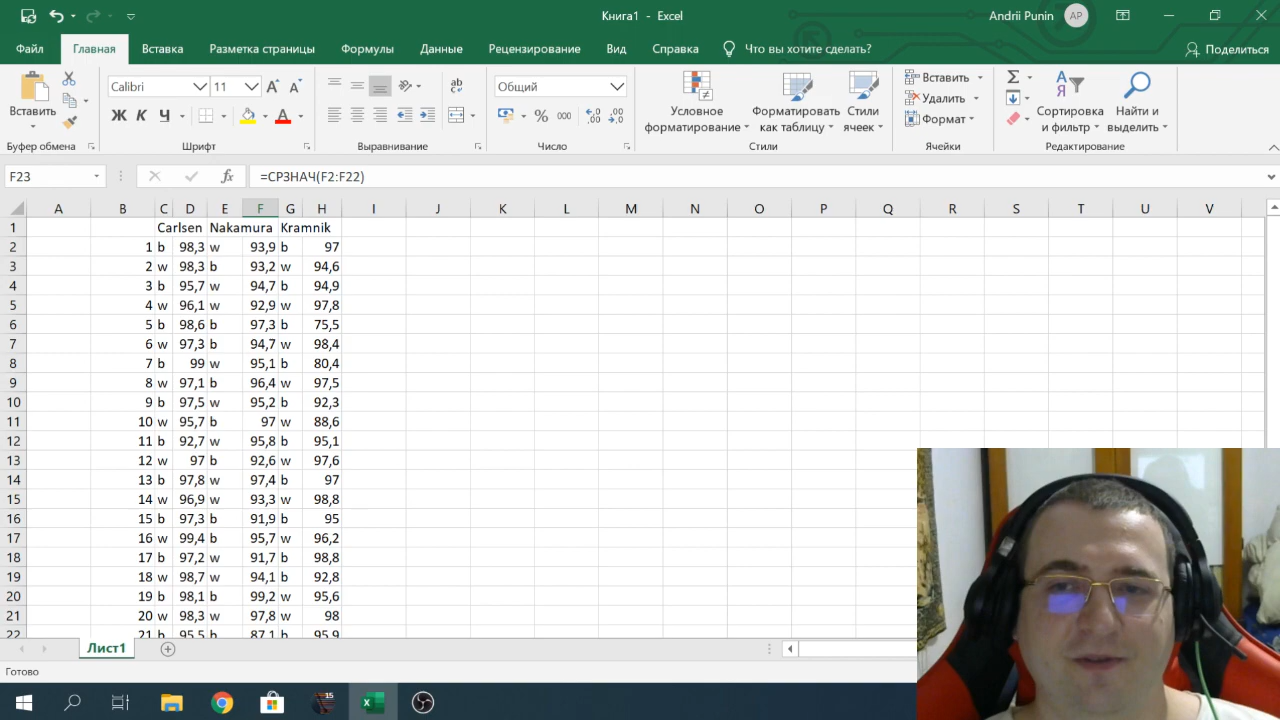 Книга1 - Excel
Andrii Punin AP
Файл Главная Вставка Разметка страницы Формулы Данные Рецензирование Вид Справка Что вы хотите сделать? Поделиться
Вставить
Calibri 11 Общий
Ж К Ч % 000
Буфер обмена Шрифт Выравнивание Число
Условное форматирование
Форматировать как таблицу
Стили ячеек
Стили
Вставить
Удалить
Формат
Ячейки
Сортировка и фильтр
Найти и выделить
Редактирование
F23 fx =СРЗНАЧ(F2:F22)
A B C D E F G H I J K L M N O P Q R S T U V
1 Carlsen Nakamura Kramnik
2 1 b 98,3 w 93,9 b 97
3 2 w 98,3 b 93,2 w 94,6
4 3 b 95,7 w 94,7 b 94,9
5 4 w 96,1 w 92,9 w 97,8
6 5 b 98,6 b 97,3 b 75,5
7 6 w 97,3 b 94,7 w 98,4
8 7 b 99 w 95,1 b 80,4
9 8 w 97,1 b 96,4 w 97,5
10 9 b 97,5 w 95,2 b 92,3
11 10 w 95,7 b 97 w 88,6
12 11 b 92,7 w 95,8 b 95,1
13 12 w 97 b 92,6 w 97,6
14 13 b 97,8 w 97,4 b 97
15 14 w 96,9 w 93,3 w 98,8
16 15 b 97,3 b 91,9 b 95
17 16 w 99,4 b 95,7 w 96,2
18 17 b 97,2 w 91,7 b 98,8
19 18 w 98,7 w 94,1 b 92,8
20 19 b 98,1 b 99,2 w 95,6
21 20 w 98,3 w 97,8 w 98
22 21 b 95,5 b 87,1 b 95,9
Лист1
Готово
15